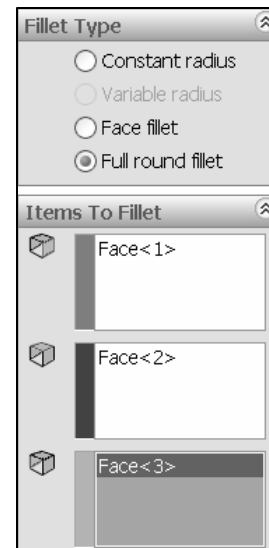 Fillet Type
Constant radius
Variable radius
Face fillet
Full round fillet
Items To Fillet
Face<1>
Face<2>
Face<3>